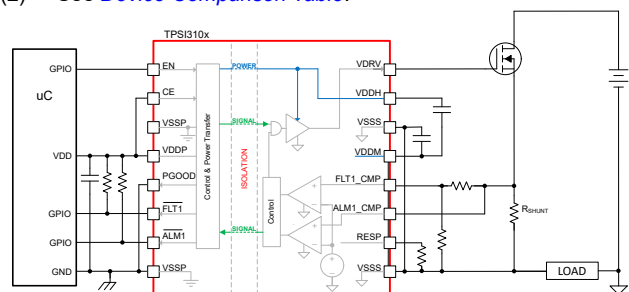 (2) See Device Comparison Table.
TPSI310x
uC
GPIO
VDD
GPIO
GPIO
GND
EN
CE
VSSP
VDDP
PGOOD
FLT1
ALM1
VSSP
Control & Power Transfer
POWER
SIGNAL
ISOLATION
SIGNAL
Control
VDRV
VDDH
VSSS
VDDM
FLT1_CMP
ALM1_CMP
RESP
VSSS
RSHUNT
LOAD